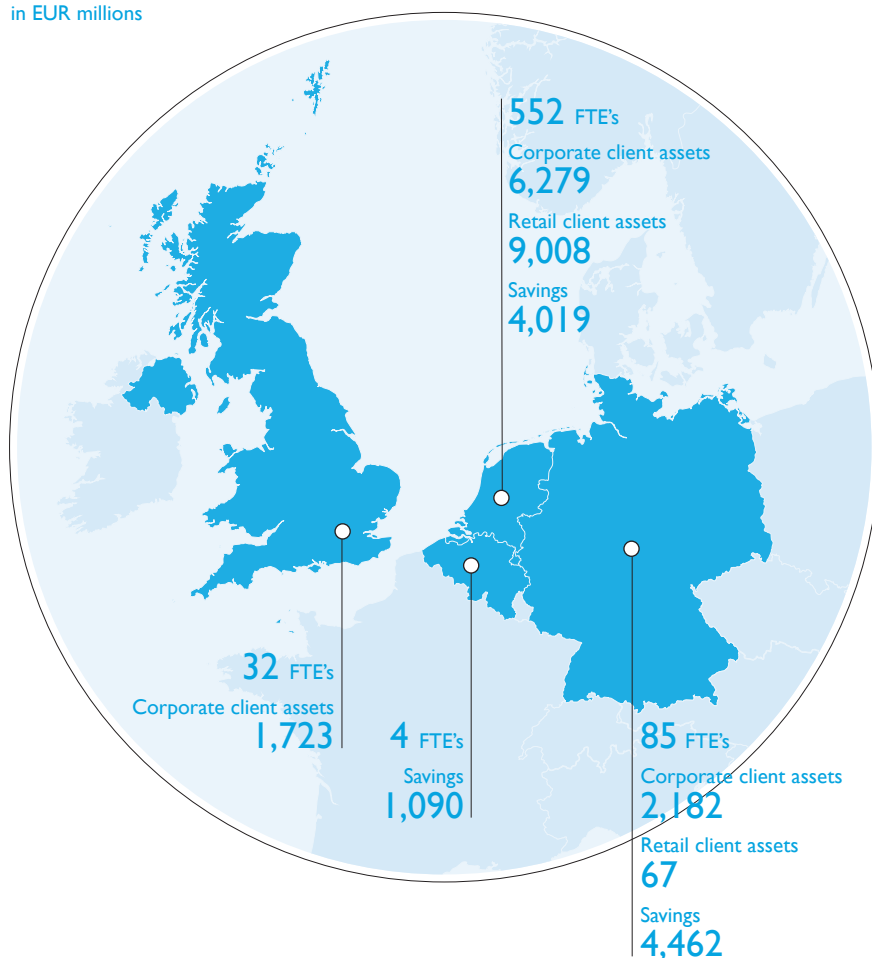 in EUR millions
552 FTE's
Corporate client assets
6,279
Retail client assets
9,008
Savings
4,019
32 FTE's
Corporate client assets
1,723
4 FTE's
Savings
1,090
85 FTE's
Corporate client assets
2,182
Retail client assets
67
Savings
4,462